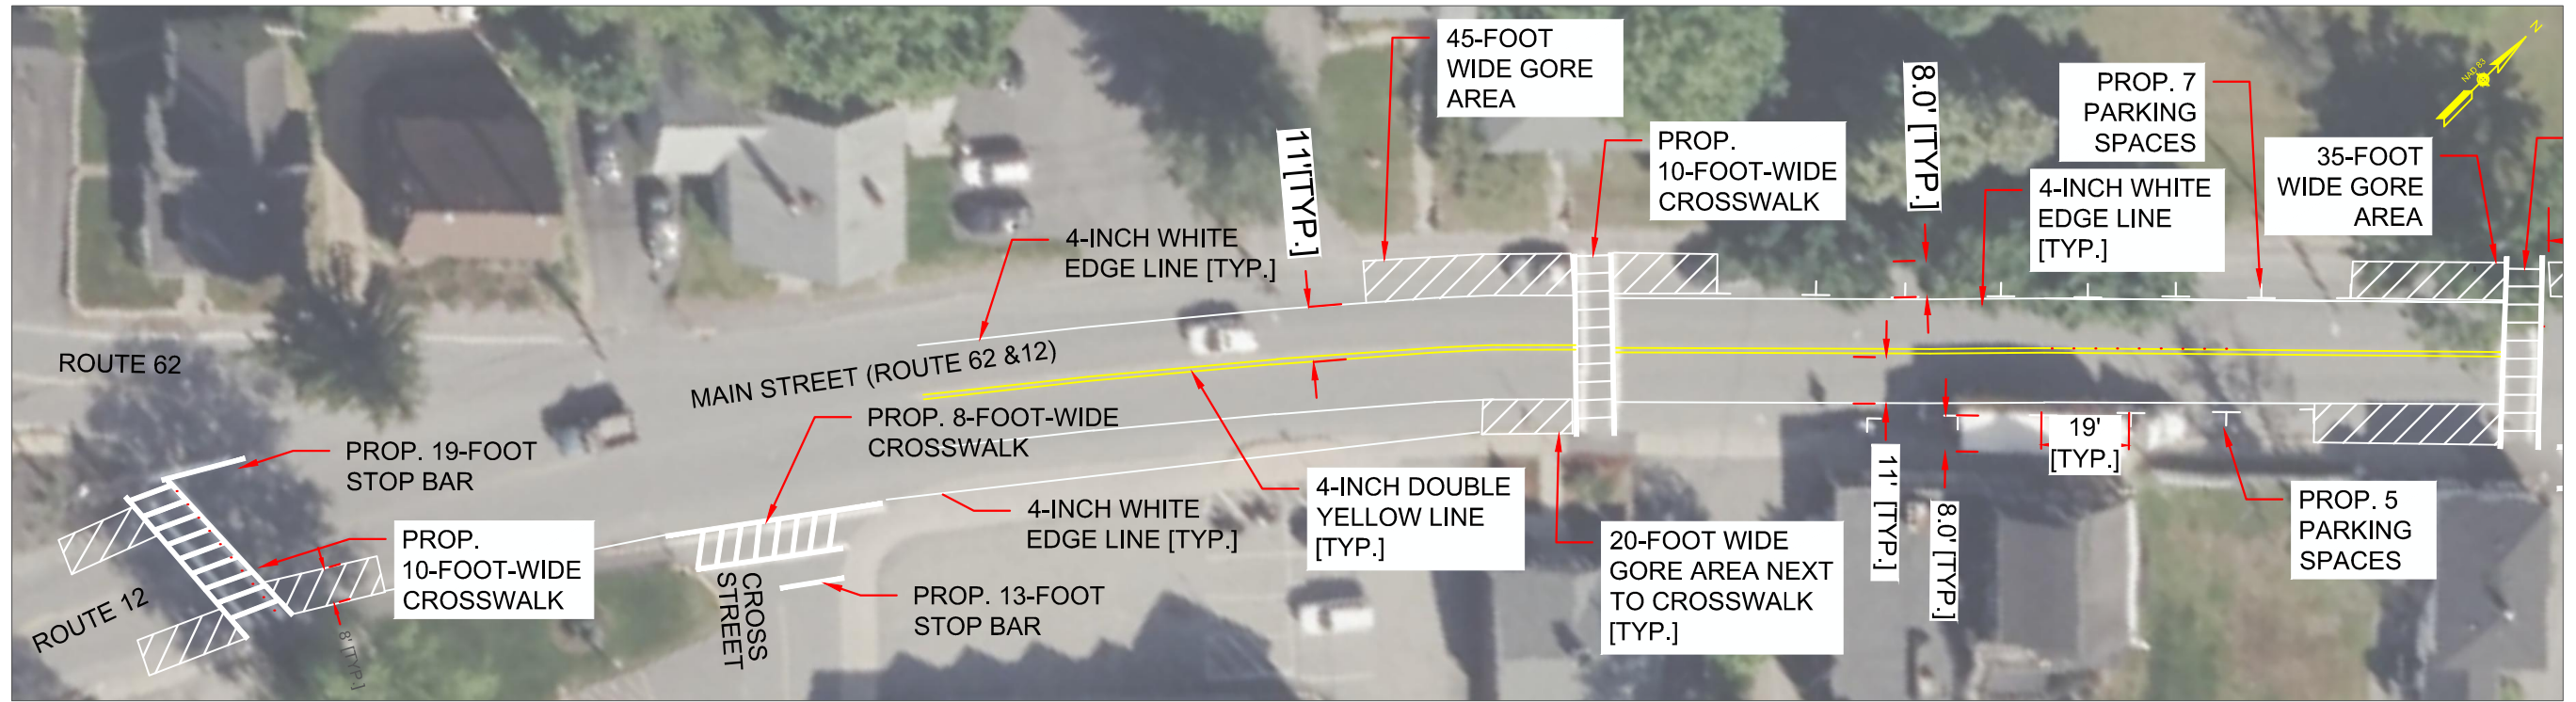 45-FOOT
WIDE GORE
AREA
PROP.
10-FOOT-WIDE
CROSSWALK
8.0' [TYP.]
PROP. 7
PARKING
SPACES
NAD 83
N
35-FOOT
WIDE GORE
AREA
4-INCH WHITE
EDGE LINE
[TYP.]
11'[TYP.]
4-INCH WHITE
EDGE LINE [TYP.]
ROUTE 62
MAIN STREET (ROUTE 62 &12)
PROP. 8-FOOT-WIDE
CROSSWALK
PROP. 19-FOOT
STOP BAR
4-INCH WHITE
EDGE LINE [TYP.]
4-INCH DOUBLE
YELLOW LINE
[TYP.]
20-FOOT WIDE
GORE AREA NEXT
TO CROSSWALK
[TYP.]
11' [TYP.]
8.0' [TYP.]
19'
[TYP.]
PROP. 5
PARKING
SPACES
PROP.
10-FOOT-WIDE
CROSSWALK
ROUTE 12
8' [TYP.]
CROSS
STREET
PROP. 13-FOOT
STOP BAR